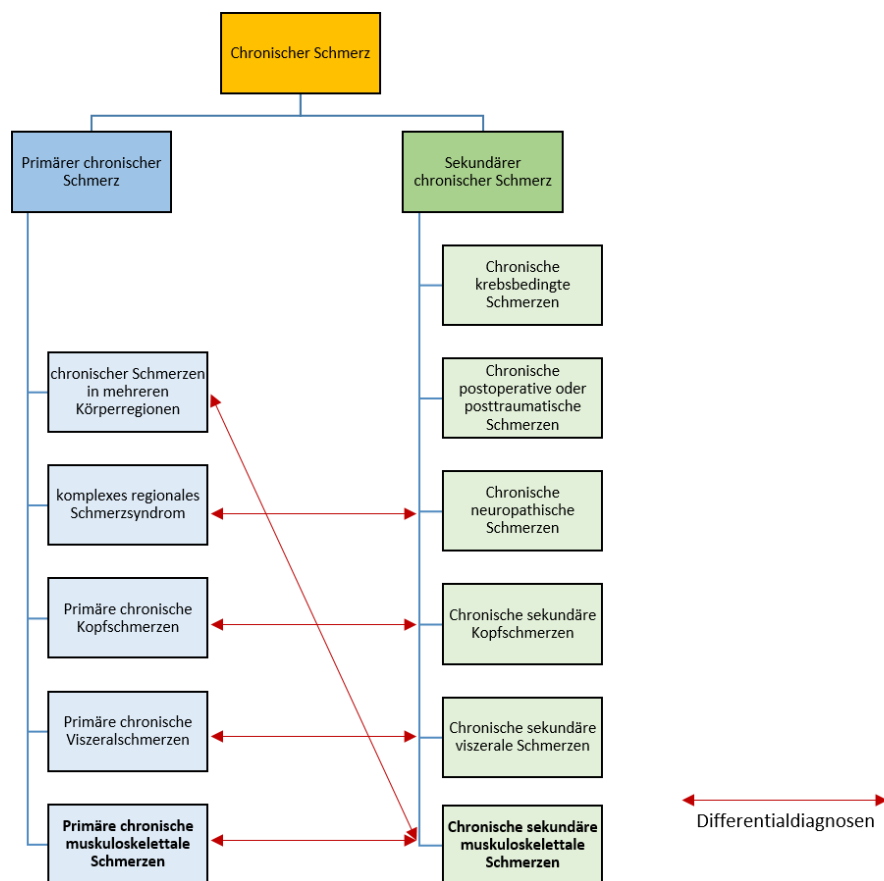 Chronischer Schmerz
Primärer chronischer
Schmerz
Sekundärer
chronischer Schmerz
chronischer Schmerzen
in mehreren
Körperregionen
komplexes regionales
Schmerzsyndrom
Primäre chronische
Kopfschmerzen
Primäre chronische
Viszeralschmerzen
Primäre chronische
muskuloskelettale
Schmerzen
Chronische
krebsbedingte
Schmerzen
Chronische
postoperative oder
posttraumatische
Schmerzen
Chronische
neuropathische
Schmerzen
Chronische sekundäre
Kopfschmerzen
Chronische sekundäre
viszerale Schmerzen
Chronische sekundäre
muskuloskelettale
Schmerzen
Differentialdiagnosen